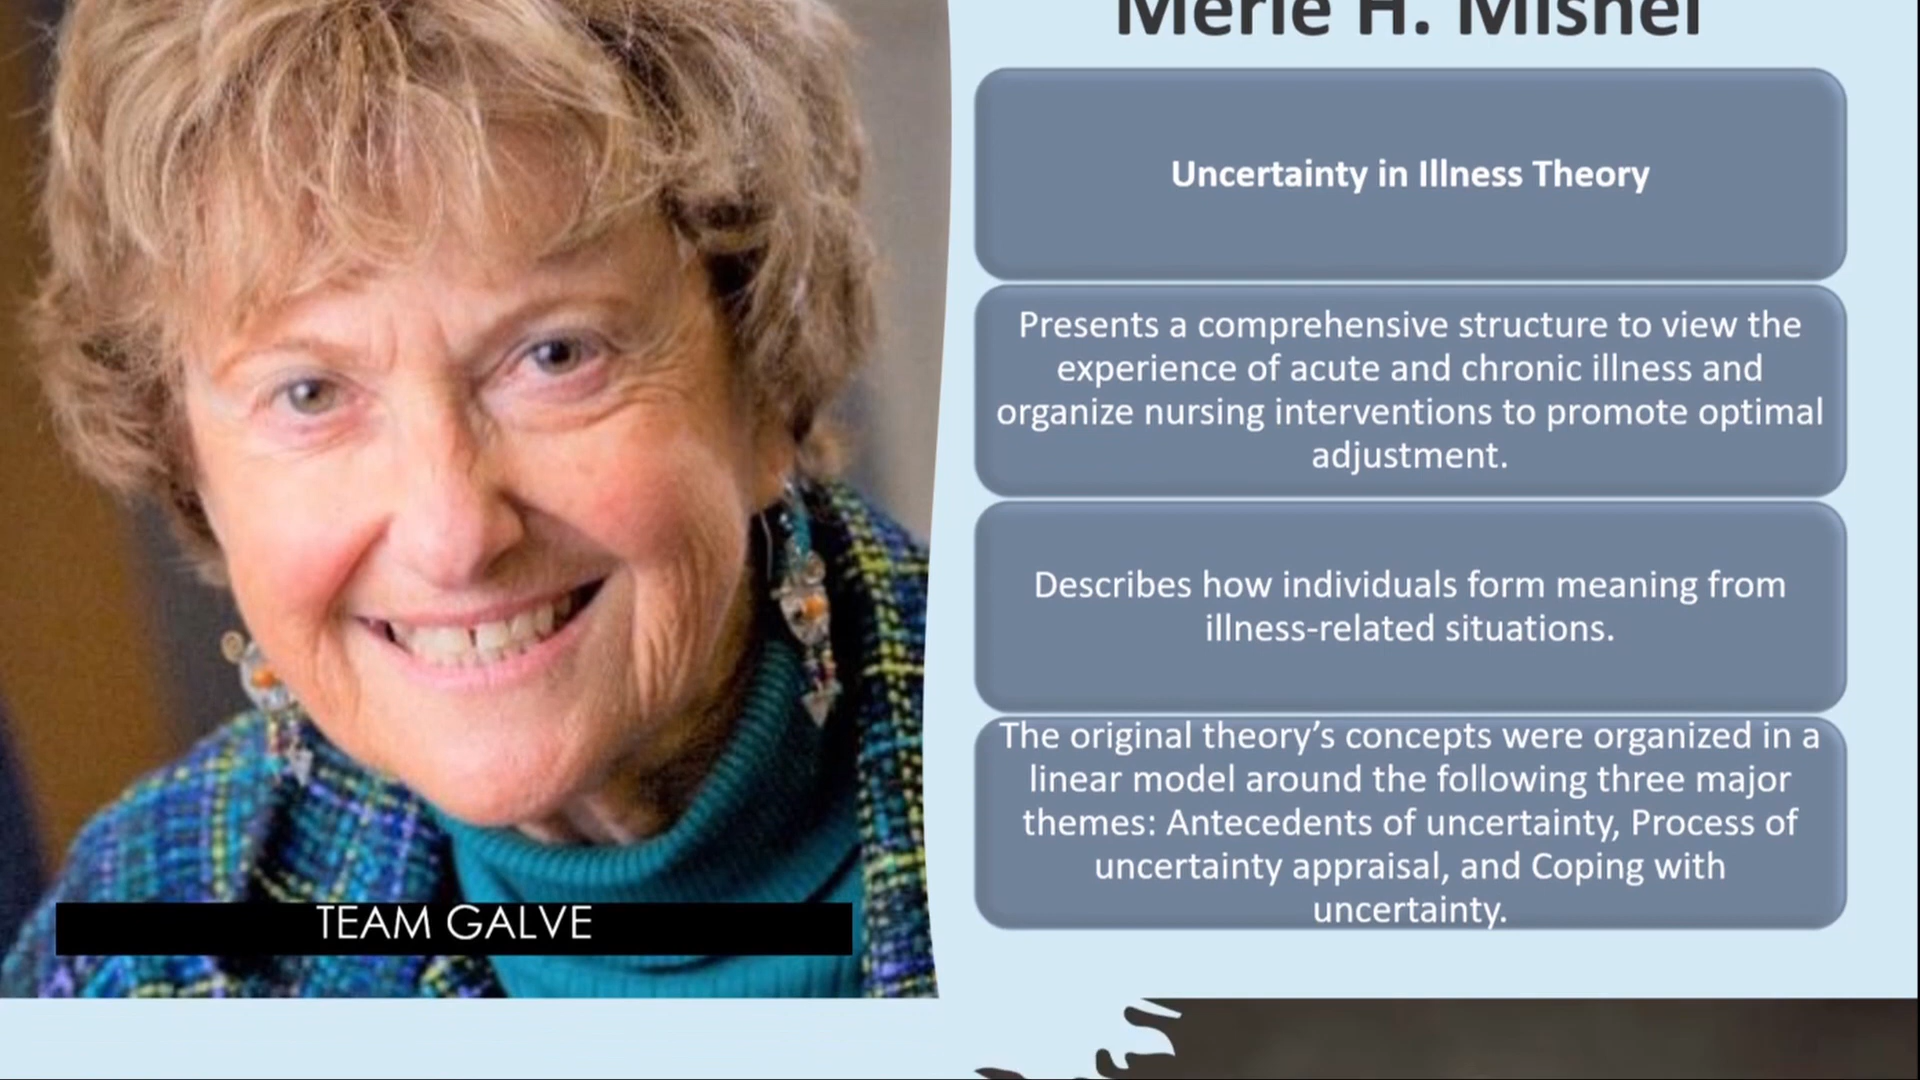 Merle H. Mishel
Uncertainty in Illness Theory
Presents a comprehensive structure to view the
experience of acute and chronic illness and
organize nursing interventions to promote optimal
adjustment.
Describes how individuals form meaning from
illness-related situations.
The original theory’s concepts were organized in a
linear model around the following three major
themes: Antecedents of uncertainty, Process of
uncertainty appraisal, and Coping with
uncertainty.
TEAM GALVE